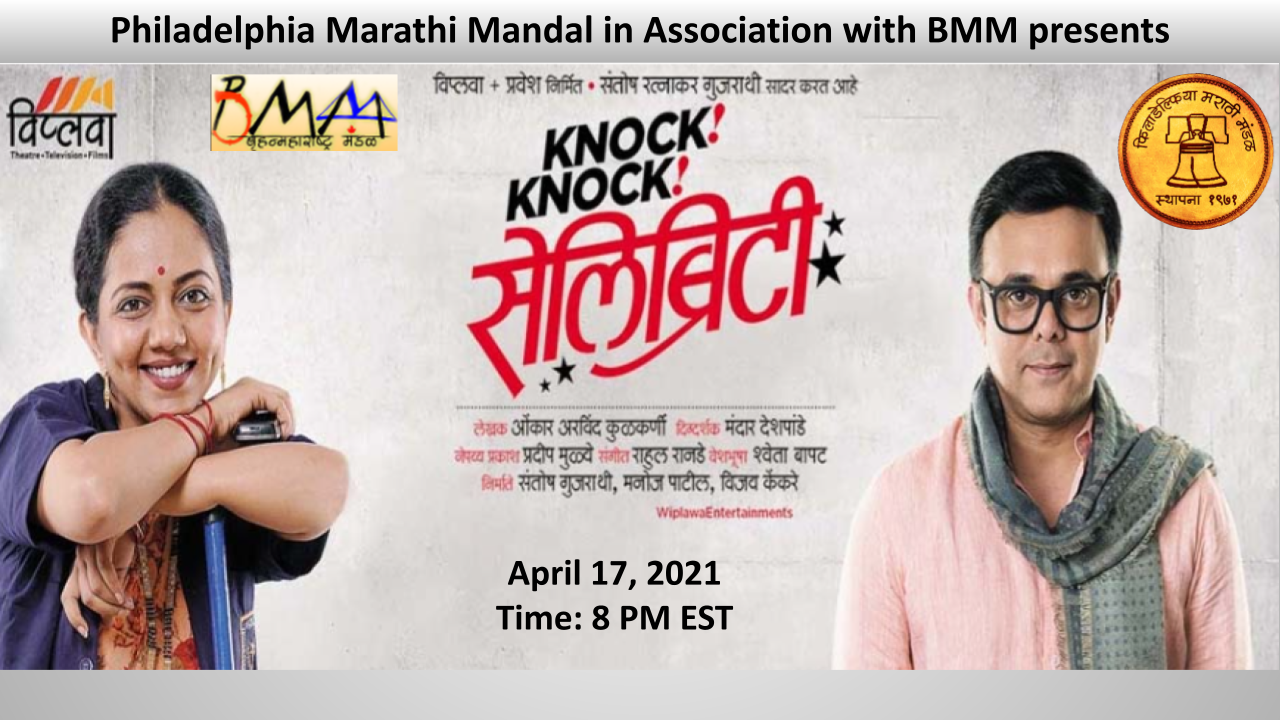 Philadelphia Marathi Mandal in Association with BMM presents
विप्लवा
Theatre•Television•Films
BMM
बृहन्महाराष्ट्र मंडळ
विप्लवा + प्रवेश निर्मित • संतोष रत्नाकर गुजराथी सादर करत आहे
फिलाडेल्फिया मराठी मंडळ
स्थापना १९७१
KNOCK!
KNOCK!
सेलिब्रिटी
लेखक ओंकार अरविंद कुळकर्णी दिग्दर्शक मंदार देशपांडे
नेपथ्य प्रकाश प्रदीप मुळ्ये संगीत राहुल रानडे वेशभूषा श्वेता बापट
निर्माते संतोष गुजराथी, मनोज पाटील, विजय केंकरे
WiplawaEntertainments
April 17, 2021
Time: 8 PM EST